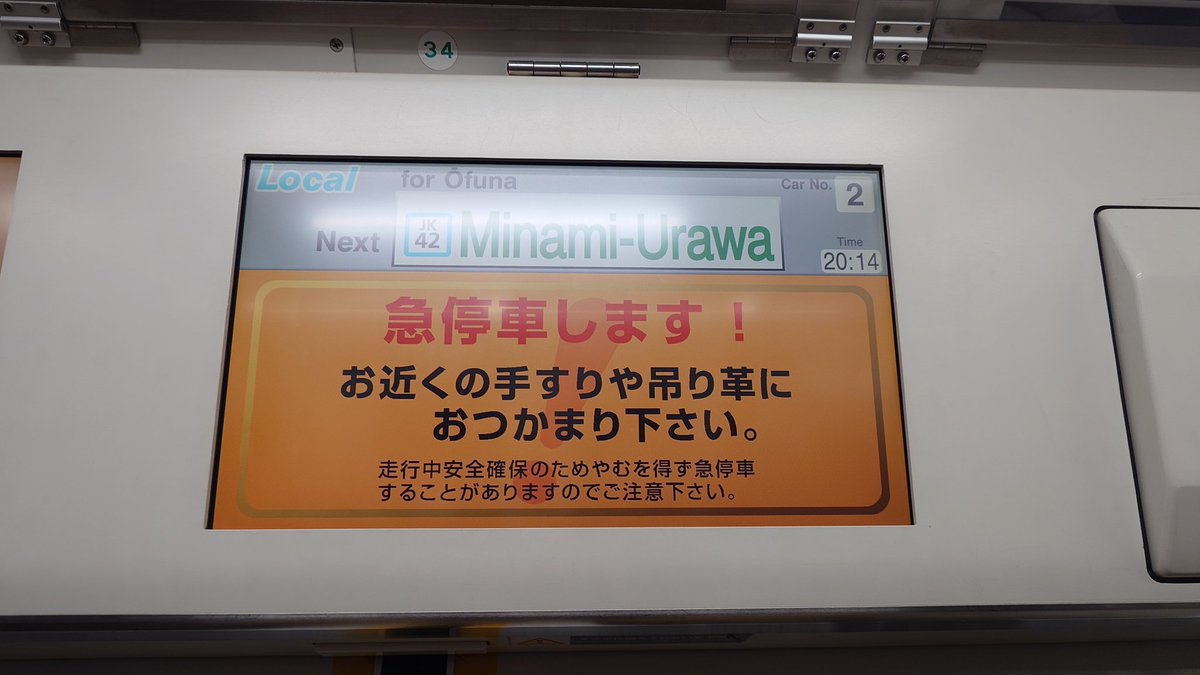 34
Local for Ōfuna Car No. 2
Next JK 42 Minami-Urawa
Time
20:14
急停車します！
お近くの手すりや吊り革に
おつかまり下さい。
走行中安全確保のためやむを得ず急停車
することがありますのでご注意下さい。